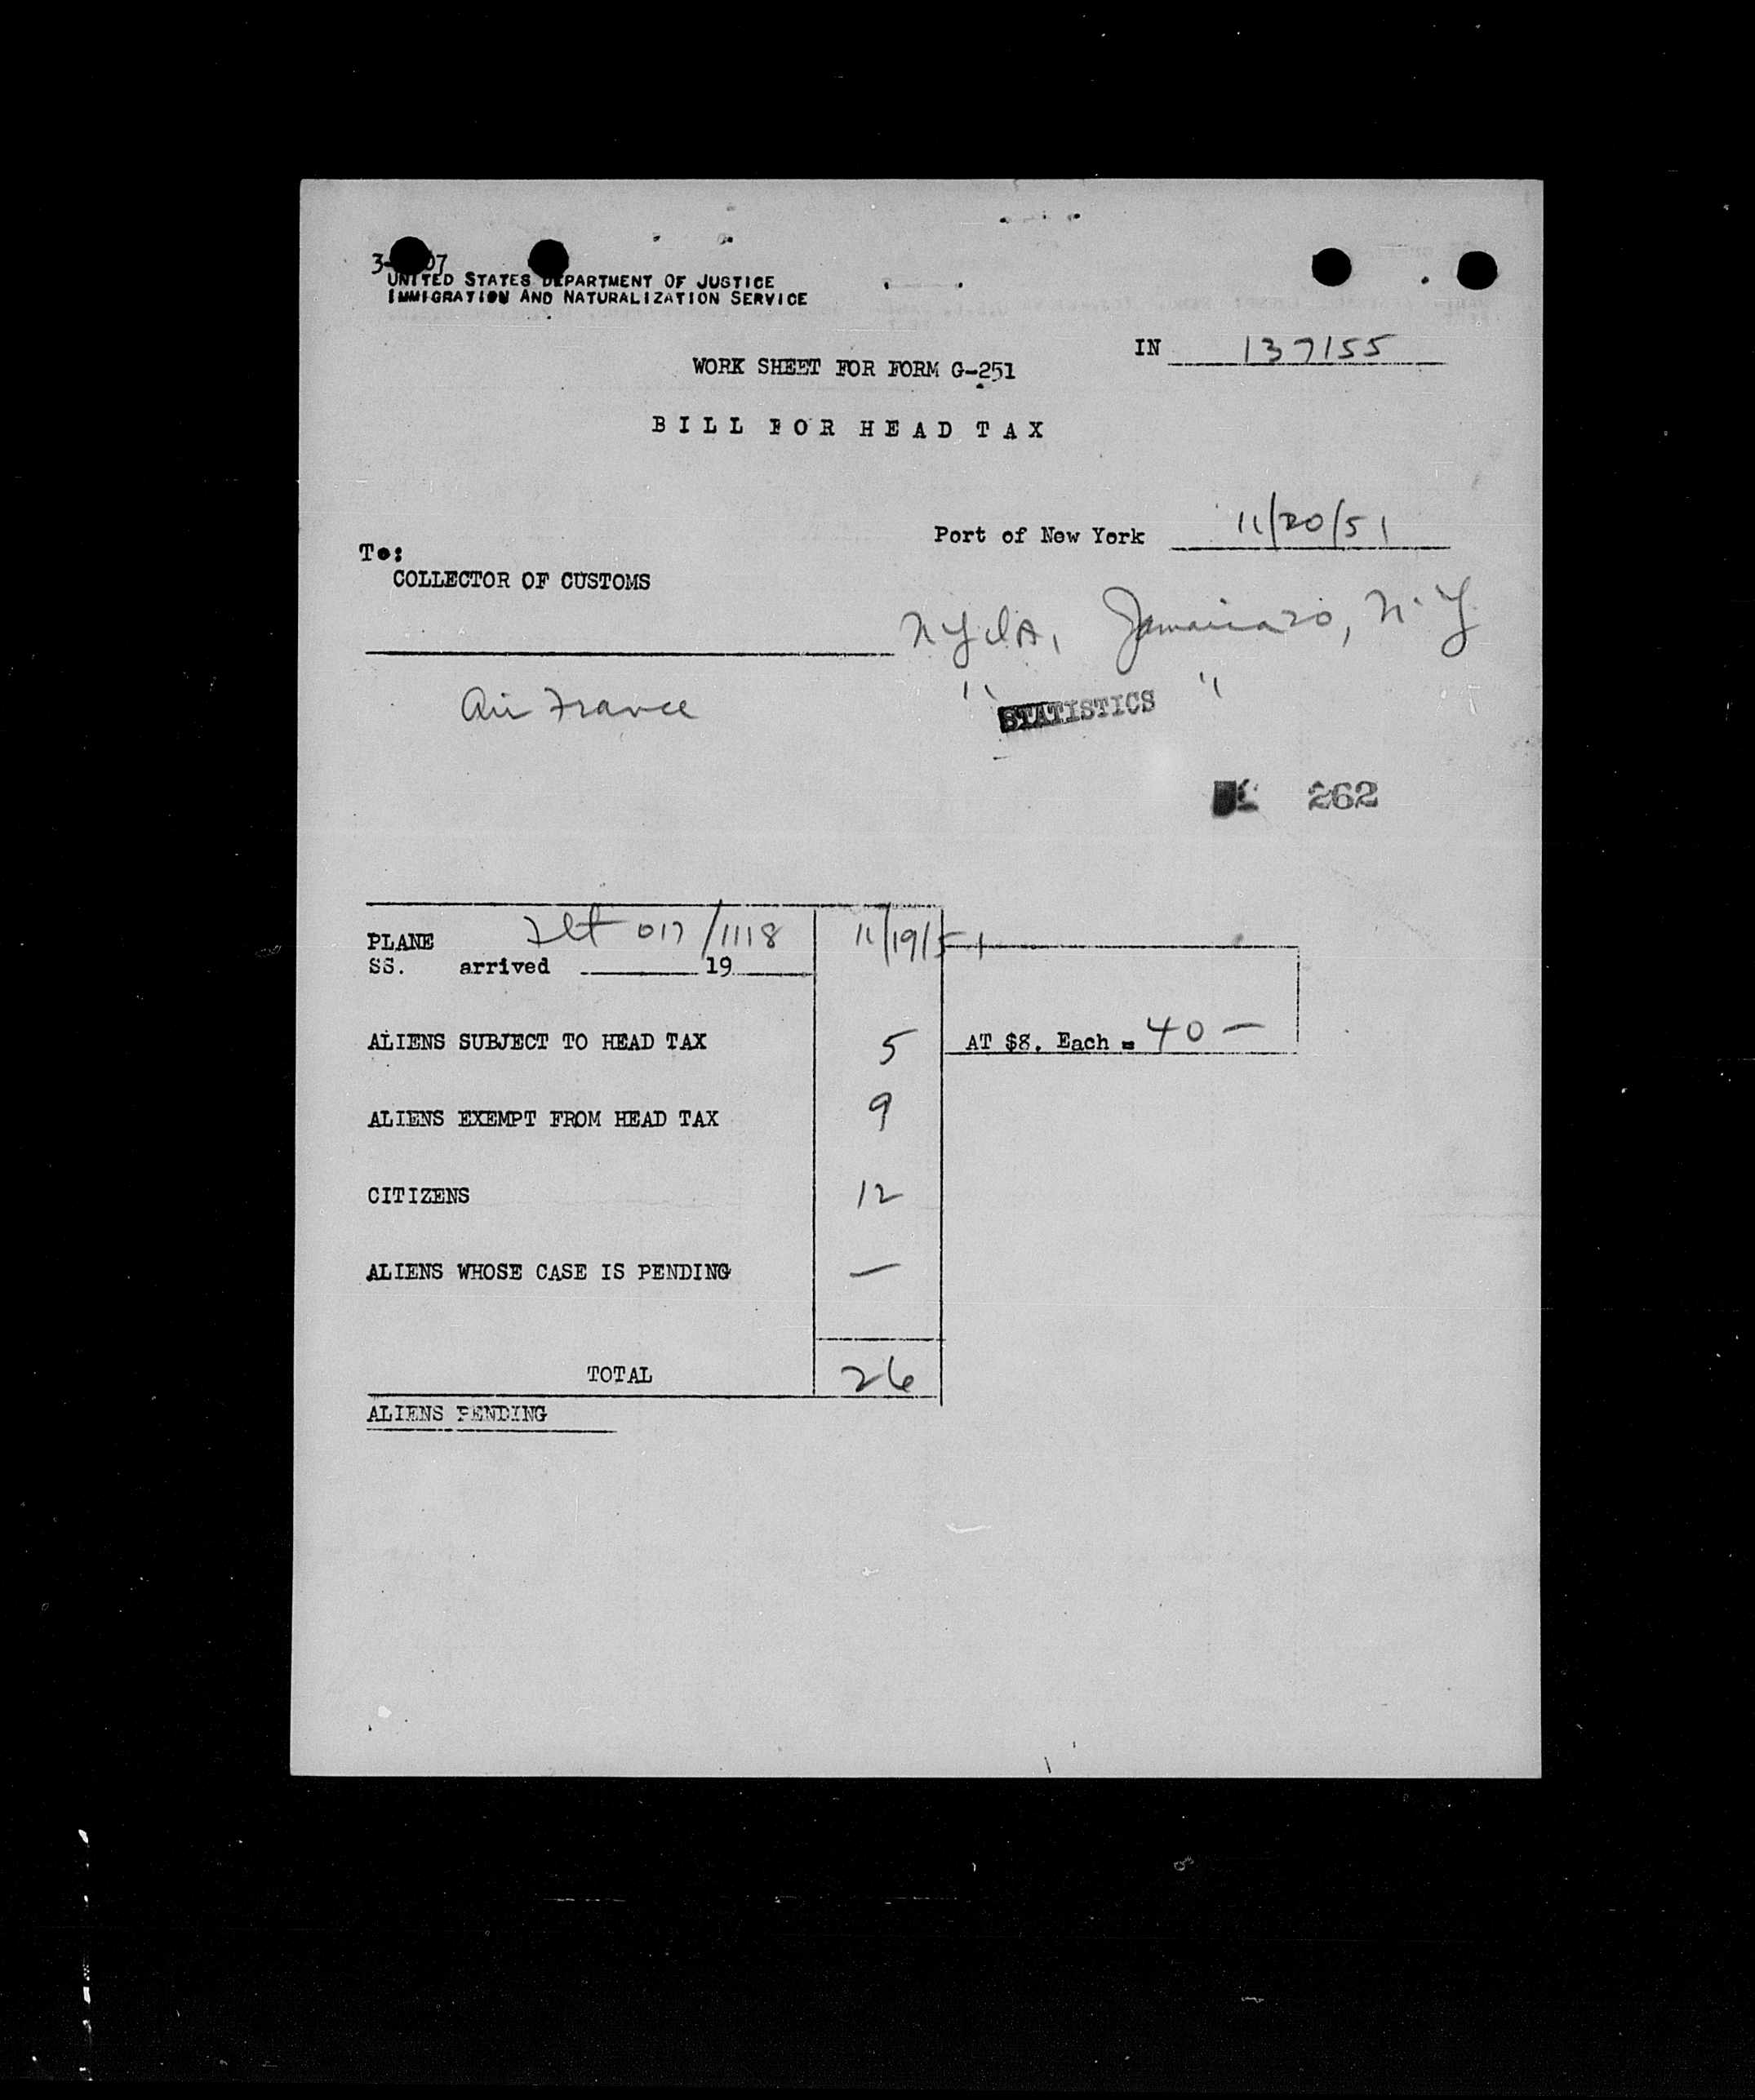 UNITED STATES DEPARTMENT OF JUSTICE
IMMIGRATION AND NATURALIZATION SERVICE
IN 137155
WORK SHEET FOR FORM G-251
BILL FOR HEAD TAX
Port of New York 11/20/51
To:
COLLECTOR OF CUSTOMS
NYIA, Jamaica 20, N.Y
Air France
" STATISTICS "
262
PLANE Flt 017/1118 11/19/51
SS. arrived 19
ALIENS SUBJECT TO HEAD TAX 5 AT $8. Each = 40 —
ALIENS EXEMPT FROM HEAD TAX 9
CITIZENS 12
ALIENS WHOSE CASE IS PENDING —
TOTAL 26
ALIENS PENDING